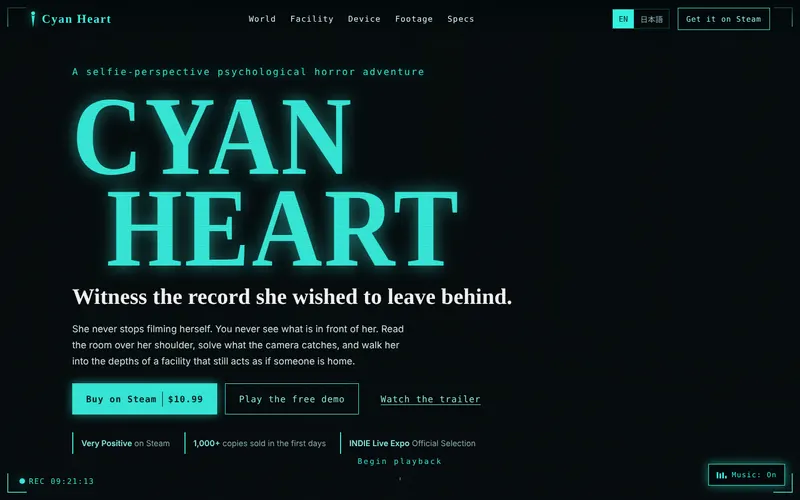 Cyan Heart
World Facility Device Footage Specs
EN 日本語
Get it on Steam
A selfie-perspective psychological horror adventure
CYAN
HEART
Witness the record she wished to leave behind.
She never stops filming herself. You never see what is in front of her. Read
the room over her shoulder, solve what the camera catches, and walk her
into the depths of a facility that still acts as if someone is home.
Buy on Steam $10.99
Play the free demo
Watch the trailer
Very Positive on Steam
1,000+ copies sold in the first days
INDIE Live Expo Official Selection
Begin playback
REC 09:21:13
Music: On